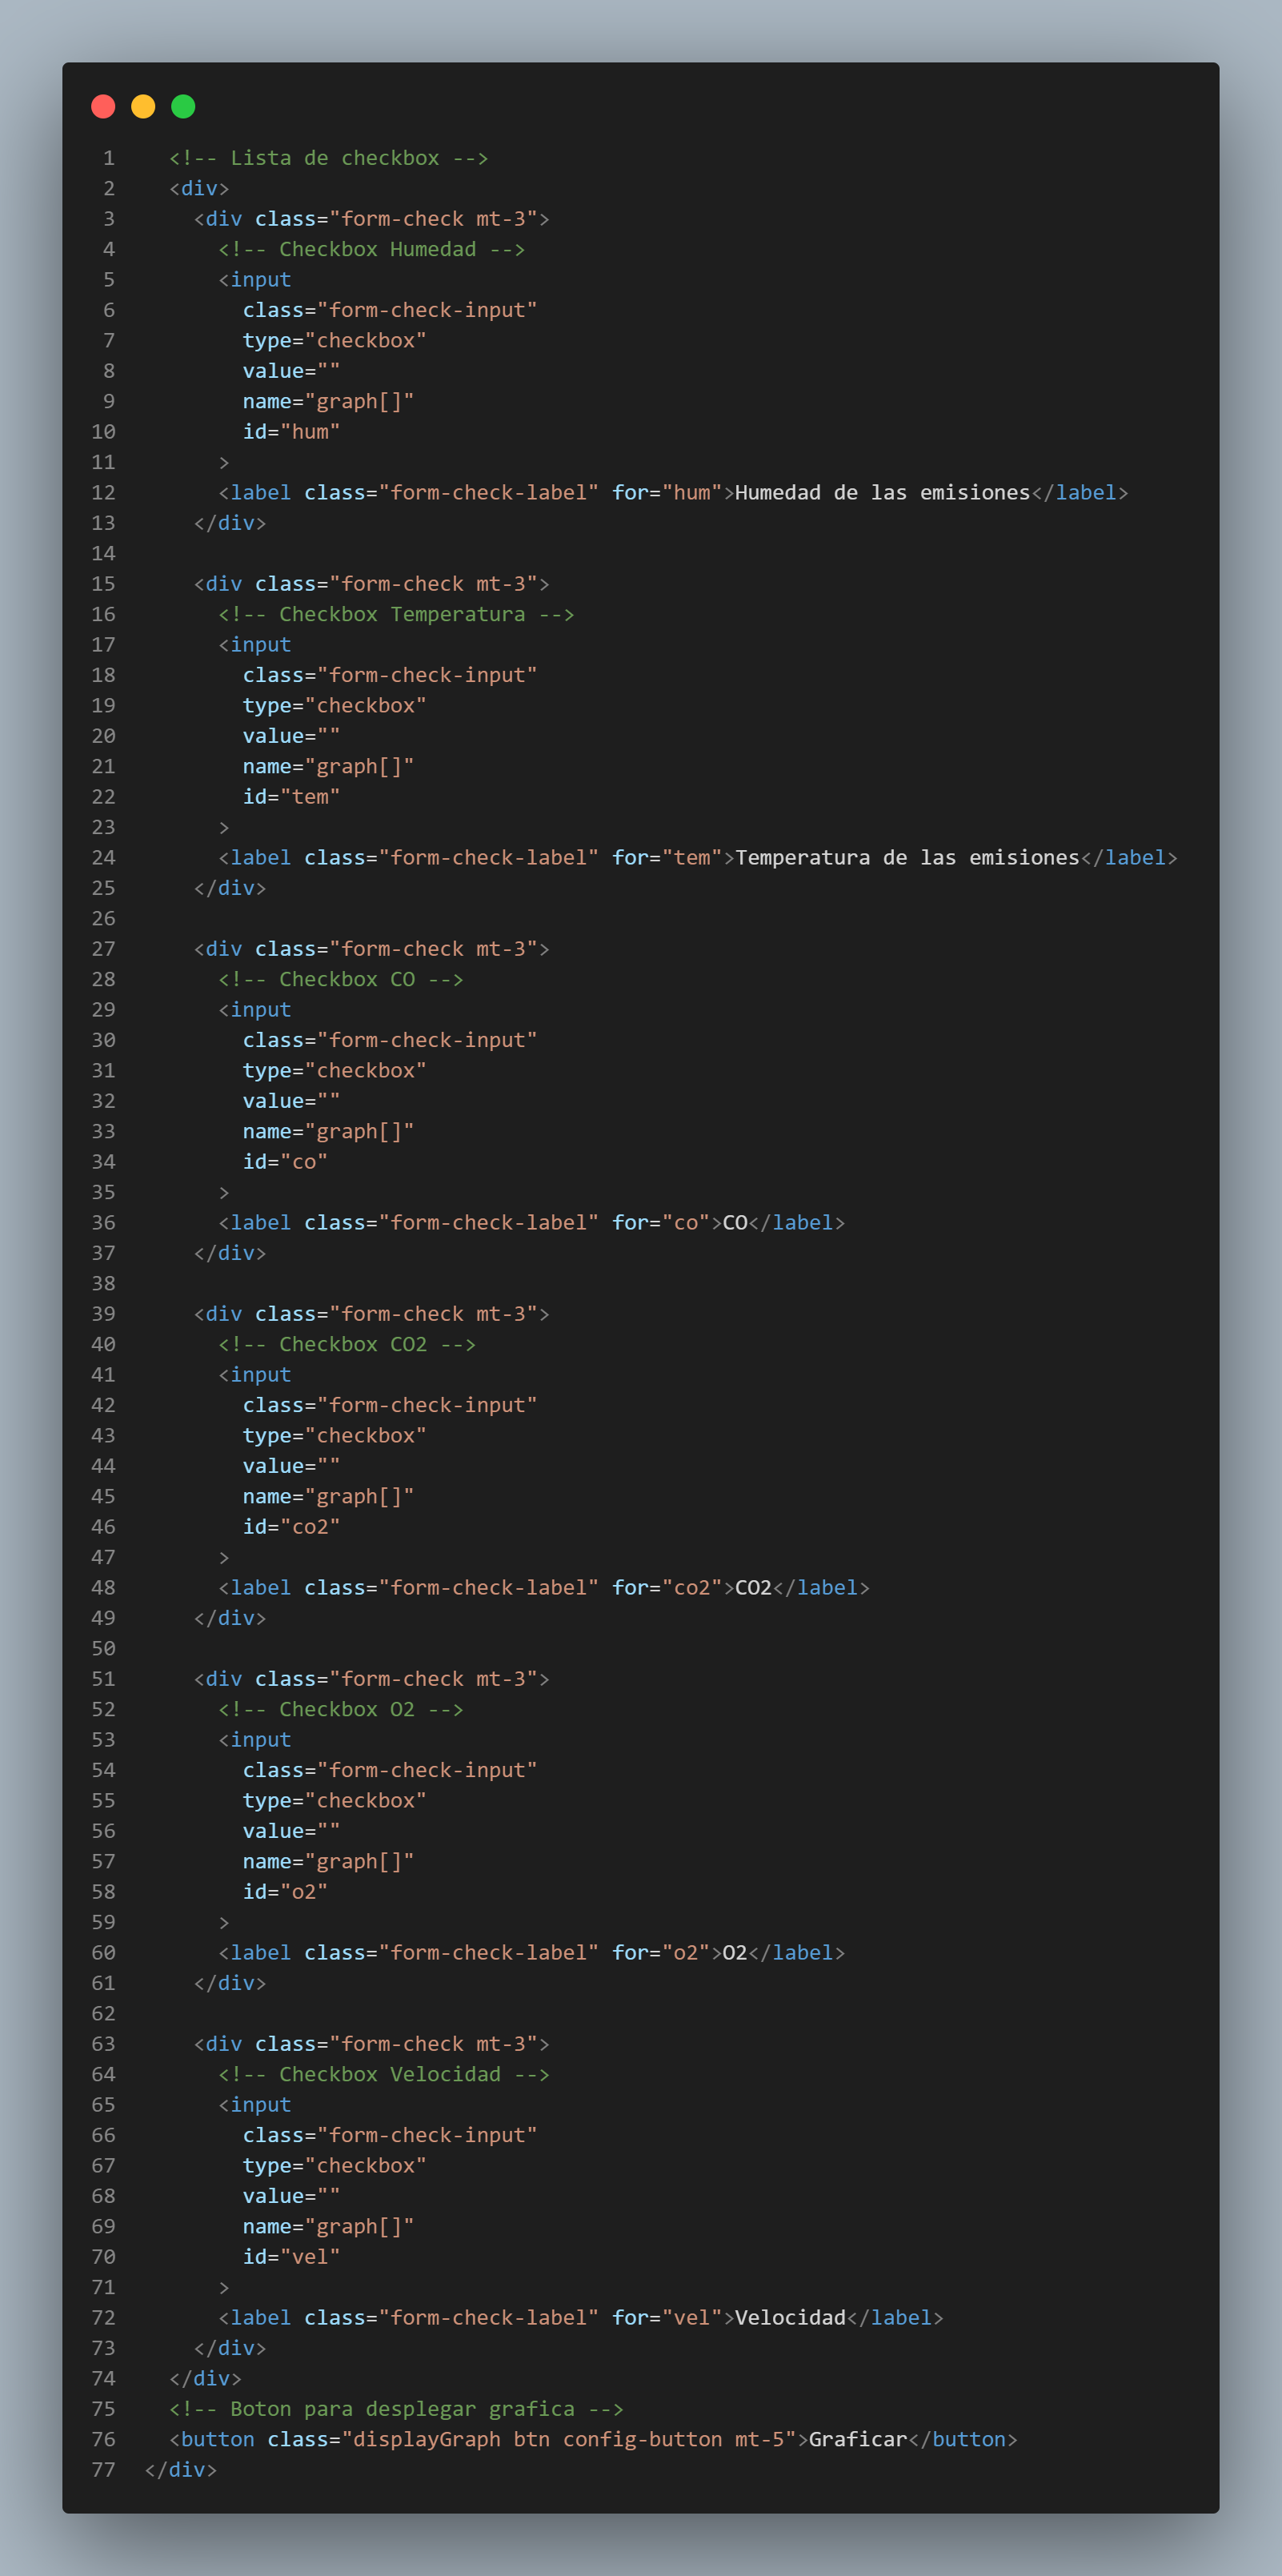 1 <!-- Lista de checkbox -->
2 <div>
3 <div class="form-check mt-3">
4 <!-- Checkbox Humedad -->
5 <input
6 class="form-check-input"
7 type="checkbox"
8 value=""
9 name="graph[]"
10 id="hum"
11 >
12 <label class="form-check-label" for="hum">Humedad de las emisiones</label>
13 </div>
14
15 <div class="form-check mt-3">
16 <!-- Checkbox Temperatura -->
17 <input
18 class="form-check-input"
19 type="checkbox"
20 value=""
21 name="graph[]"
22 id="tem"
23 >
24 <label class="form-check-label" for="tem">Temperatura de las emisiones</label>
25 </div>
26
27 <div class="form-check mt-3">
28 <!-- Checkbox CO -->
29 <input
30 class="form-check-input"
31 type="checkbox"
32 value=""
33 name="graph[]"
34 id="co"
35 >
36 <label class="form-check-label" for="co">CO</label>
37 </div>
38
39 <div class="form-check mt-3">
40 <!-- Checkbox CO2 -->
41 <input
42 class="form-check-input"
43 type="checkbox"
44 value=""
45 name="graph[]"
46 id="co2"
47 >
48 <label class="form-check-label" for="co2">CO2</label>
49 </div>
50
51 <div class="form-check mt-3">
52 <!-- Checkbox O2 -->
53 <input
54 class="form-check-input"
55 type="checkbox"
56 value=""
57 name="graph[]"
58 id="o2"
59 >
60 <label class="form-check-label" for="o2">O2</label>
61 </div>
62
63 <div class="form-check mt-3">
64 <!-- Checkbox Velocidad -->
65 <input
66 class="form-check-input"
67 type="checkbox"
68 value=""
69 name="graph[]"
70 id="vel"
71 >
72 <label class="form-check-label" for="vel">Velocidad</label>
73 </div>
74 </div>
75 <!-- Boton para desplegar grafica -->
76 <button class="displayGraph btn config-button mt-5">Graficar</button>
77 </div>